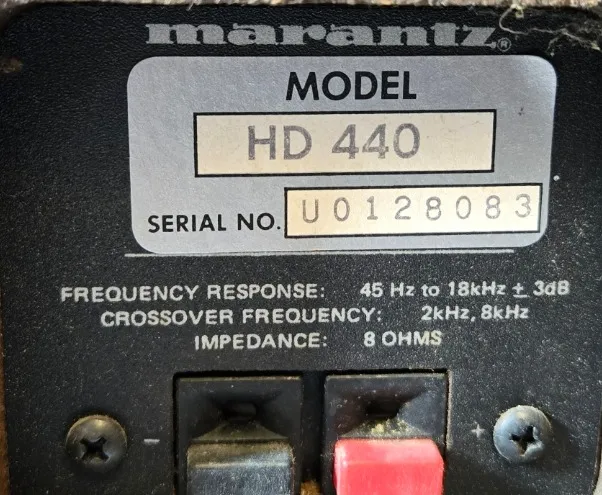 marantz®
MODEL
HD 440
SERIAL NO. U0128083
FREQUENCY RESPONSE: 45 Hz to 18kHz ± 3dB
CROSSOVER FREQUENCY: 2kHz, 8kHz
IMPEDANCE: 8 OHMS
- +